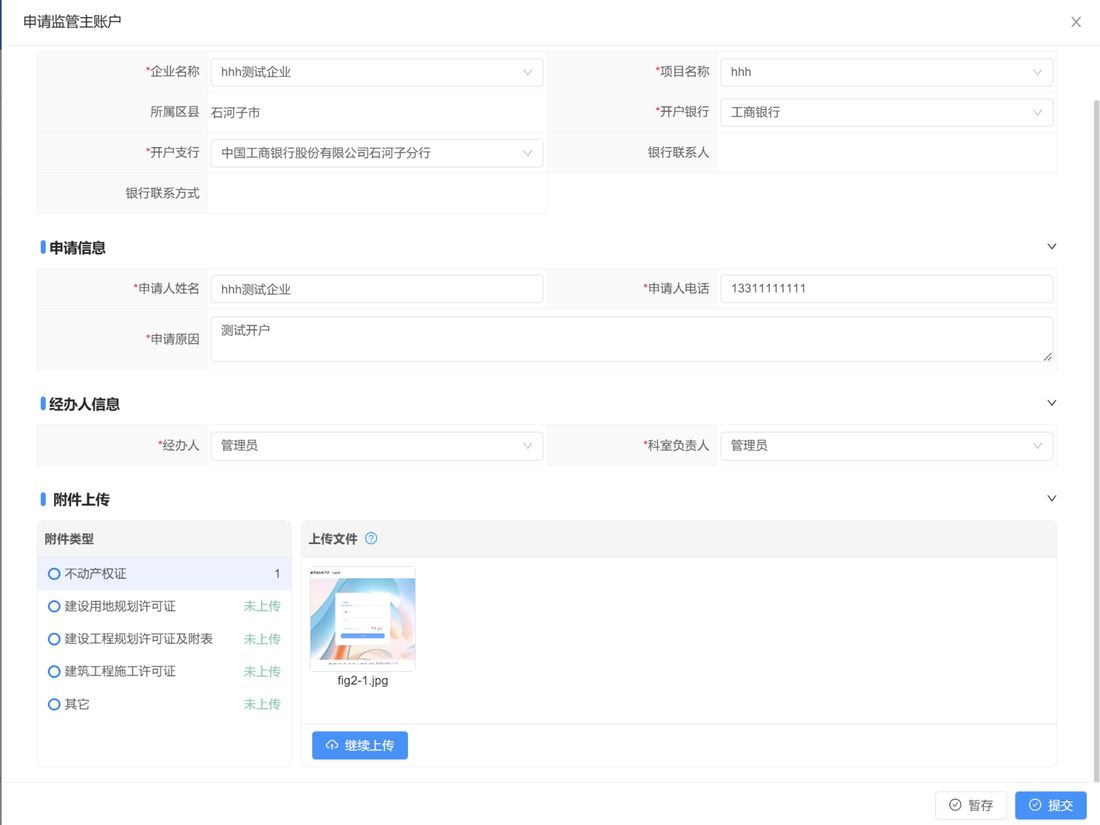 申请监管主账户
*企业名称 hhh测试企业 *项目名称 hhh
所属区县 石河子市 *开户银行 工商银行
*开户支行 中国工商银行股份有限公司石河子分行 银行联系人
银行联系方式
申请信息
*申请人姓名 hhh测试企业 *申请人电话 13311111111
*申请原因 测试开户
经办人信息
*经办人 管理员 *科室负责人 管理员
附件上传
附件类型
不动产权证 1
建设用地规划许可证 未上传
建设工程规划许可证及附表 未上传
建筑工程施工许可证 未上传
其它 未上传
上传文件
fig2-1.jpg
继续上传
暂存 提交